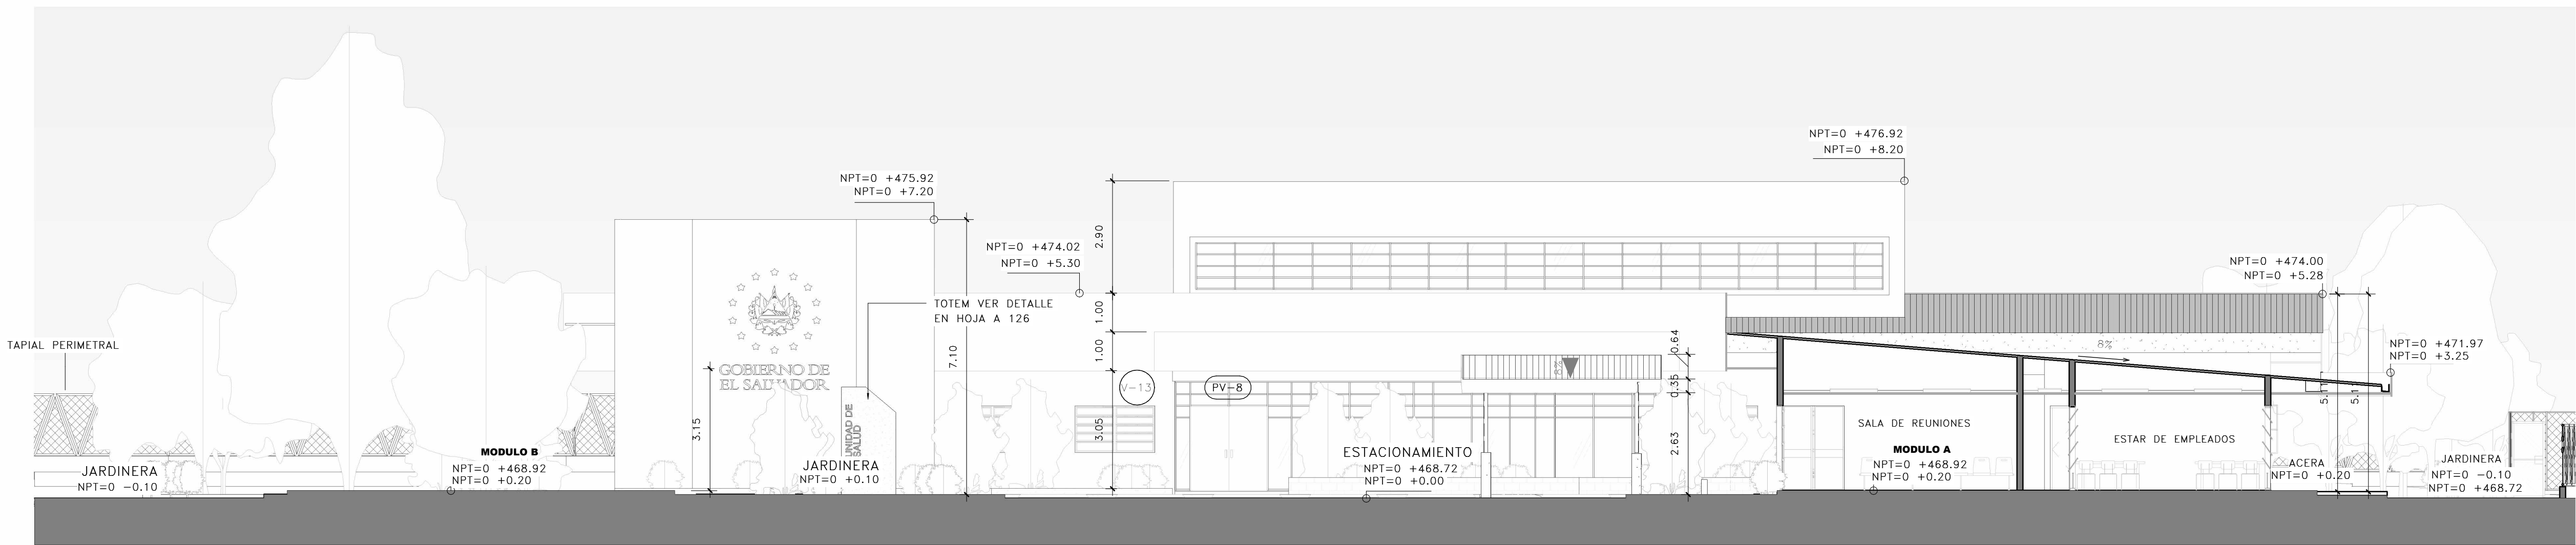 TAPIAL PERIMETRAL
JARDINERA
NPT=0 -0.10
MODULO B
NPT=0 +468.92
NPT=0 +0.20
GOBIERNO DE
EL SALVADOR
3.15
UNIDAD DE
SALUD
JARDINERA
NPT=0 +0.10
NPT=0 +475.92
NPT=0 +7.20
TOTEM VER DETALLE
EN HOJA A 126
7.10
NPT=0 +474.02
NPT=0 +5.30
2.90
1.00
1.00
3.05
V-13
PV-8
ESTACIONAMIENTO
NPT=0 +468.72
NPT=0 +0.00
8%
0.64
0.35
2.63
NPT=0 +476.92
NPT=0 +8.20
8%
SALA DE REUNIONES
MODULO A
NPT=0 +468.92
NPT=0 +0.20
ESTAR DE EMPLEADOS
NPT=0 +474.00
NPT=0 +5.28
NPT=0 +471.97
NPT=0 +3.25
ACERA
NPT=0 +0.20
JARDINERA
NPT=0 -0.10
NPT=0 +468.72